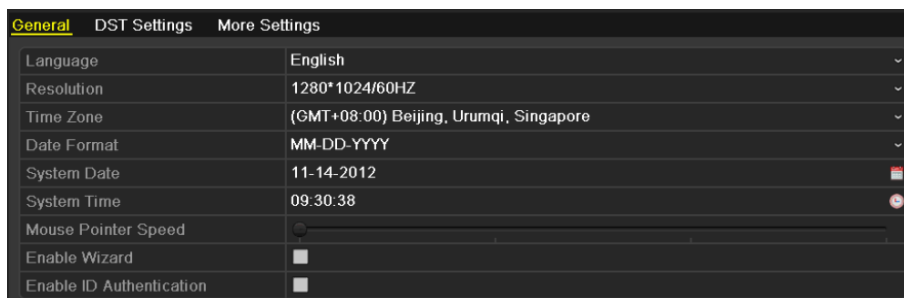 General DST Settings More Settings
Language English
Resolution 1280*1024/60HZ
Time Zone (GMT+08:00) Beijing, Urumqi, Singapore
Date Format MM-DD-YYYY
System Date 11-14-2012
System Time 09:30:38
Mouse Pointer Speed
Enable Wizard
Enable ID Authentication